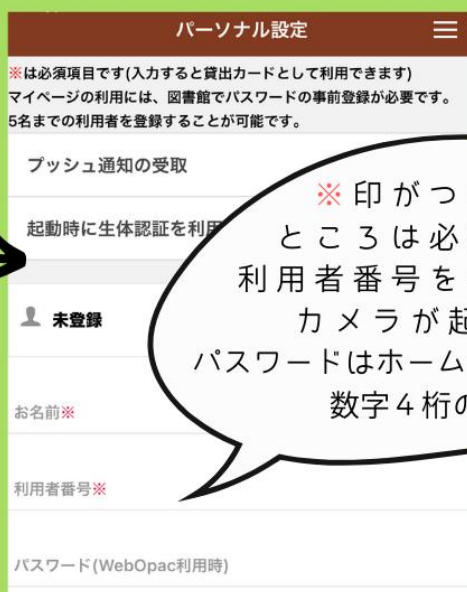 パーソナル設定
※は必須項目です(入力すると貸出カードとして利用できます)
マイページの利用には、図書館でパスワードの事前登録が必要です。
5名までの利用者を登録することが可能です。
プッシュ通知の受取
起動時に生体認証を利用
未登録
お名前※
利用者番号※
パスワード(WebOpac利用時)
※印がつ
ところは必
利用者番号を
カメラが起
パスワードはホーム
数字4桁の